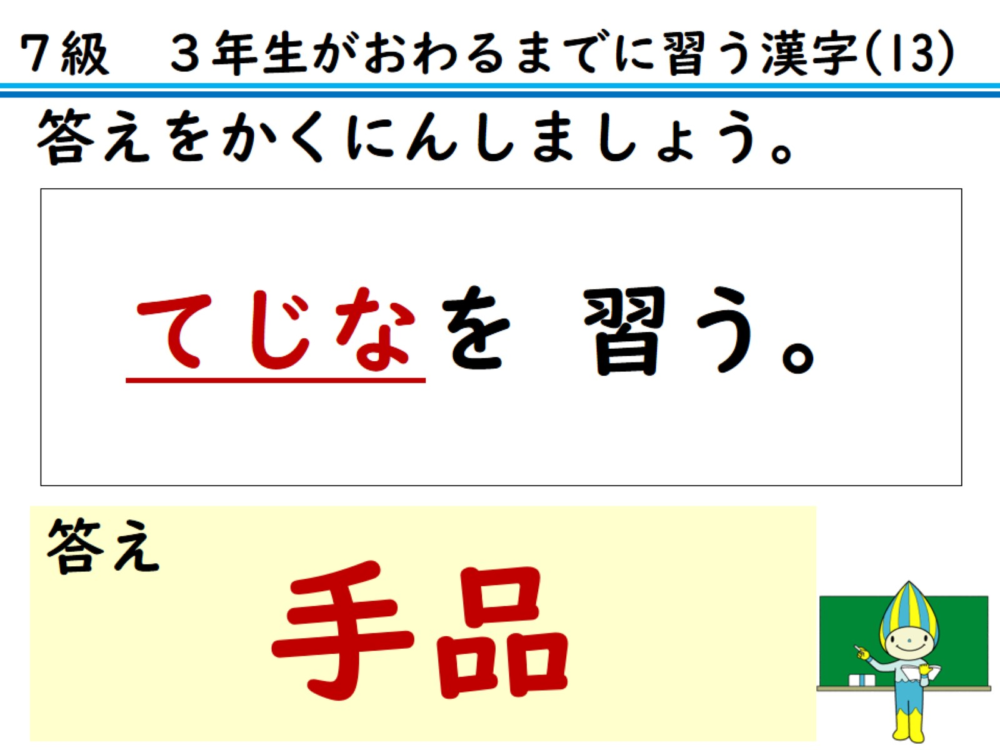 ７級　３年生がおわるまでに習う漢字(13)
答えをかくにんしましょう。
てじなを 習う。
答え
手品